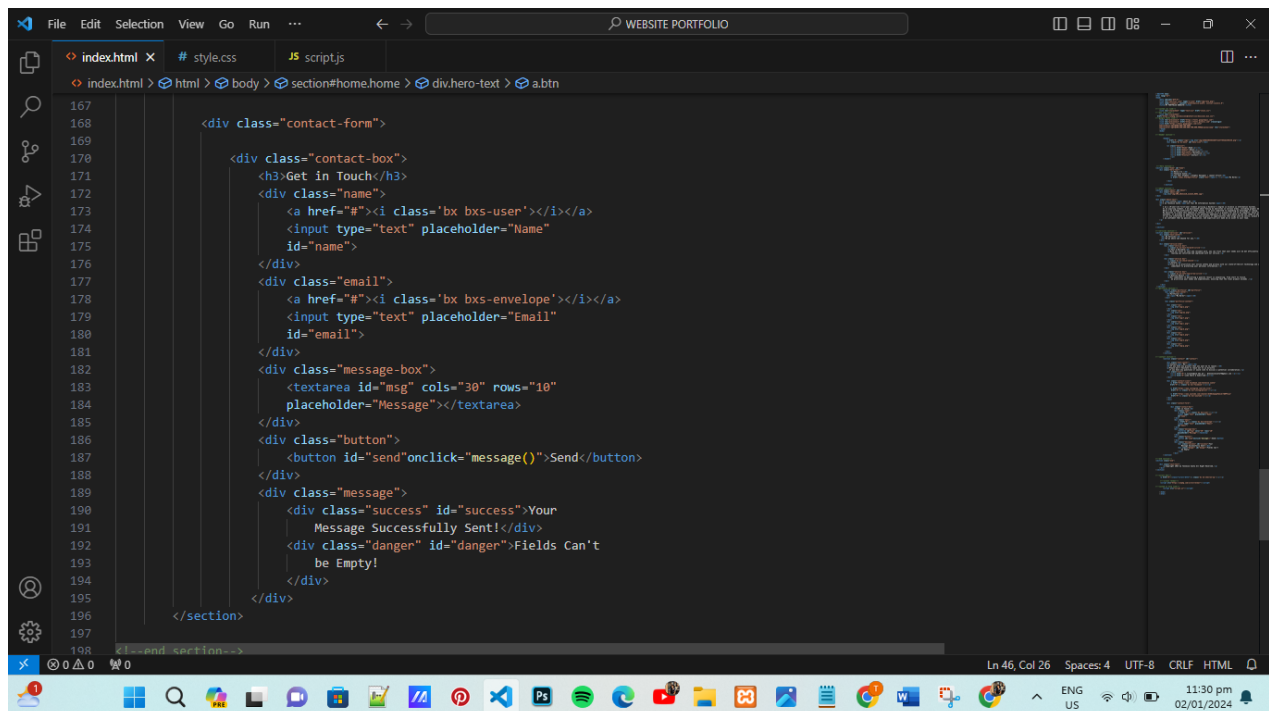 File Edit Selection View Go Run ··· WEBSITE PORTFOLIO
index.html # style.css JS script.js
index.html > html > body > section#home.home > div.hero-text > a.btn
167
168 <div class="contact-form">
169
170 <div class="contact-box">
171 <h3>Get in Touch</h3>
172 <div class="name">
173 <a href="#"><i class='bx bxs-user'></i></a>
174 <input type="text" placeholder="Name"
175 id="name">
176 </div>
177 <div class="email">
178 <a href="#"><i class='bx bxs-envelope'></i></a>
179 <input type="text" placeholder="Email"
180 id="email">
181 </div>
182 <div class="message-box">
183 <textarea id="msg" cols="30" rows="10"
184 placeholder="Message"></textarea>
185 </div>
186 <div class="button">
187 <button id="send"onclick="message()">Send</button>
188 </div>
189 <div class="message">
190 <div class="success" id="success">Your
191 Message Successfully Sent!</div>
192 <div class="danger" id="danger">Fields Can't
193 be Empty!
194 </div>
195 </div>
196 </section>
197
198 <!--end section-->
0 0 0 Ln 46, Col 26 Spaces: 4 UTF-8 CRLF HTML
1 PRE Ps W ENG US 11:30 pm
02/01/2024